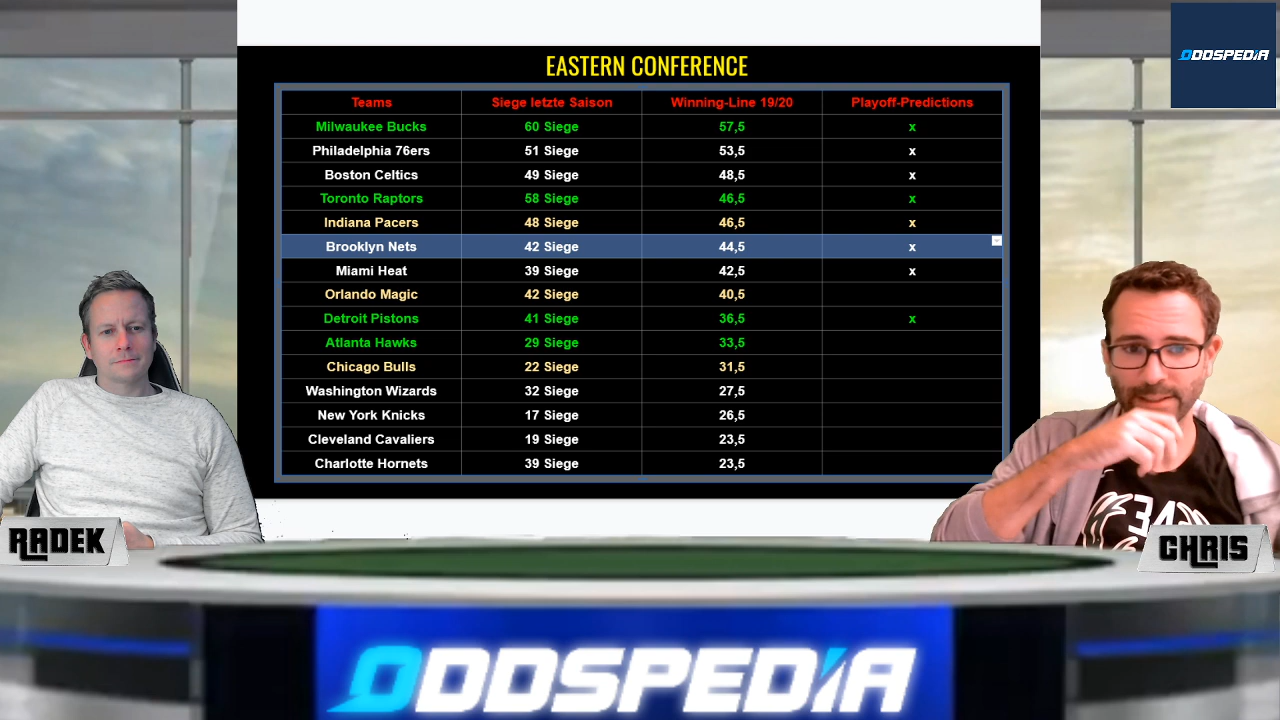 ODDSPEDIA
EASTERN CONFERENCE
Teams Siege letzte Saison Winning-Line 19/20 Playoff-Predictions
Milwaukee Bucks 60 Siege 57,5 x
Philadelphia 76ers 51 Siege 53,5 x
Boston Celtics 49 Siege 48,5 x
Toronto Raptors 58 Siege 46,5 x
Indiana Pacers 48 Siege 46,5 x
Brooklyn Nets 42 Siege 44,5 x
Miami Heat 39 Siege 42,5 x
Orlando Magic 42 Siege 40,5
Detroit Pistons 41 Siege 36,5 x
Atlanta Hawks 29 Siege 33,5
Chicago Bulls 22 Siege 31,5
Washington Wizards 32 Siege 27,5
New York Knicks 17 Siege 26,5
Cleveland Cavaliers 19 Siege 23,5
Charlotte Hornets 39 Siege 23,5
34
RADEK
CHRIS
ODDSPEDIA